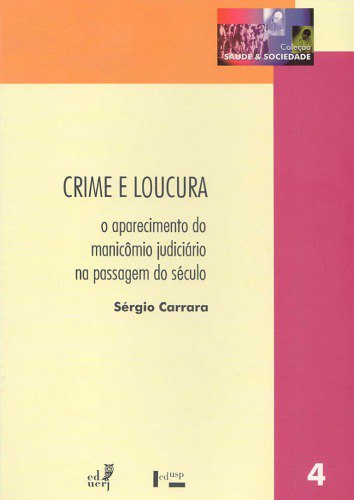 Coleção
SAÚDE & SOCIEDADE
CRIME E LOUCURA
o aparecimento do
manicômio judiciário
na passagem do século
Sérgio Carrara
ed
uerj
edusp
4